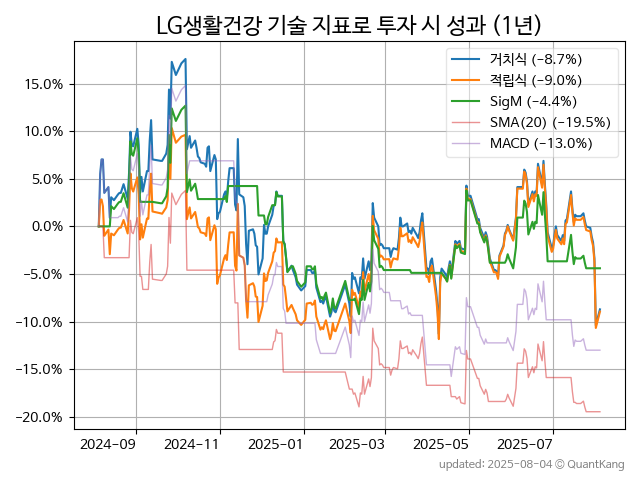 LG생활건강 기술 지표로 투자 시 성과 (1년)
거치식 (−8.7%)
적립식 (−9.0%)
SigM (−4.4%)
SMA(20) (−19.5%)
MACD (−13.0%)
15.0%
10.0%
5.0%
0.0%
−5.0%
−10.0%
−15.0%
−20.0%
2024-09 2024-11 2025-01 2025-03 2025-05 2025-07
updated: 2025-08-04 © QuantKang